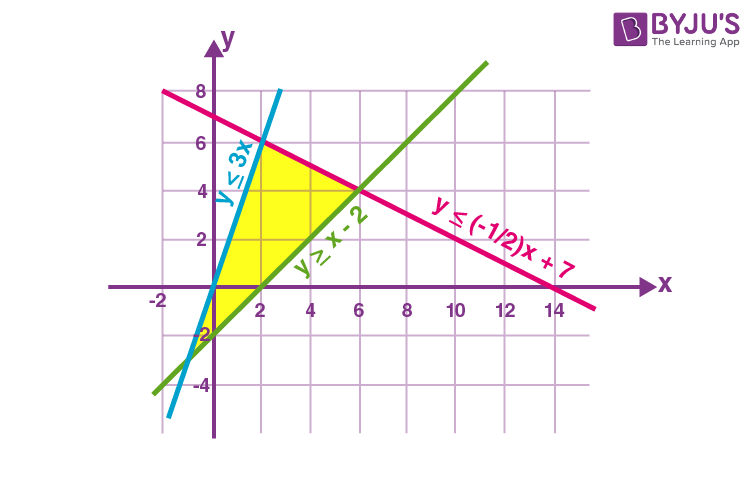 BYJU'S
The Learning App
y
8
6
4
2
-2
2
4
6
8
10
12
14
x
-2
-4
y ≤ 3x
y ≥ x - 2
y ≤ (-1/2)x + 7